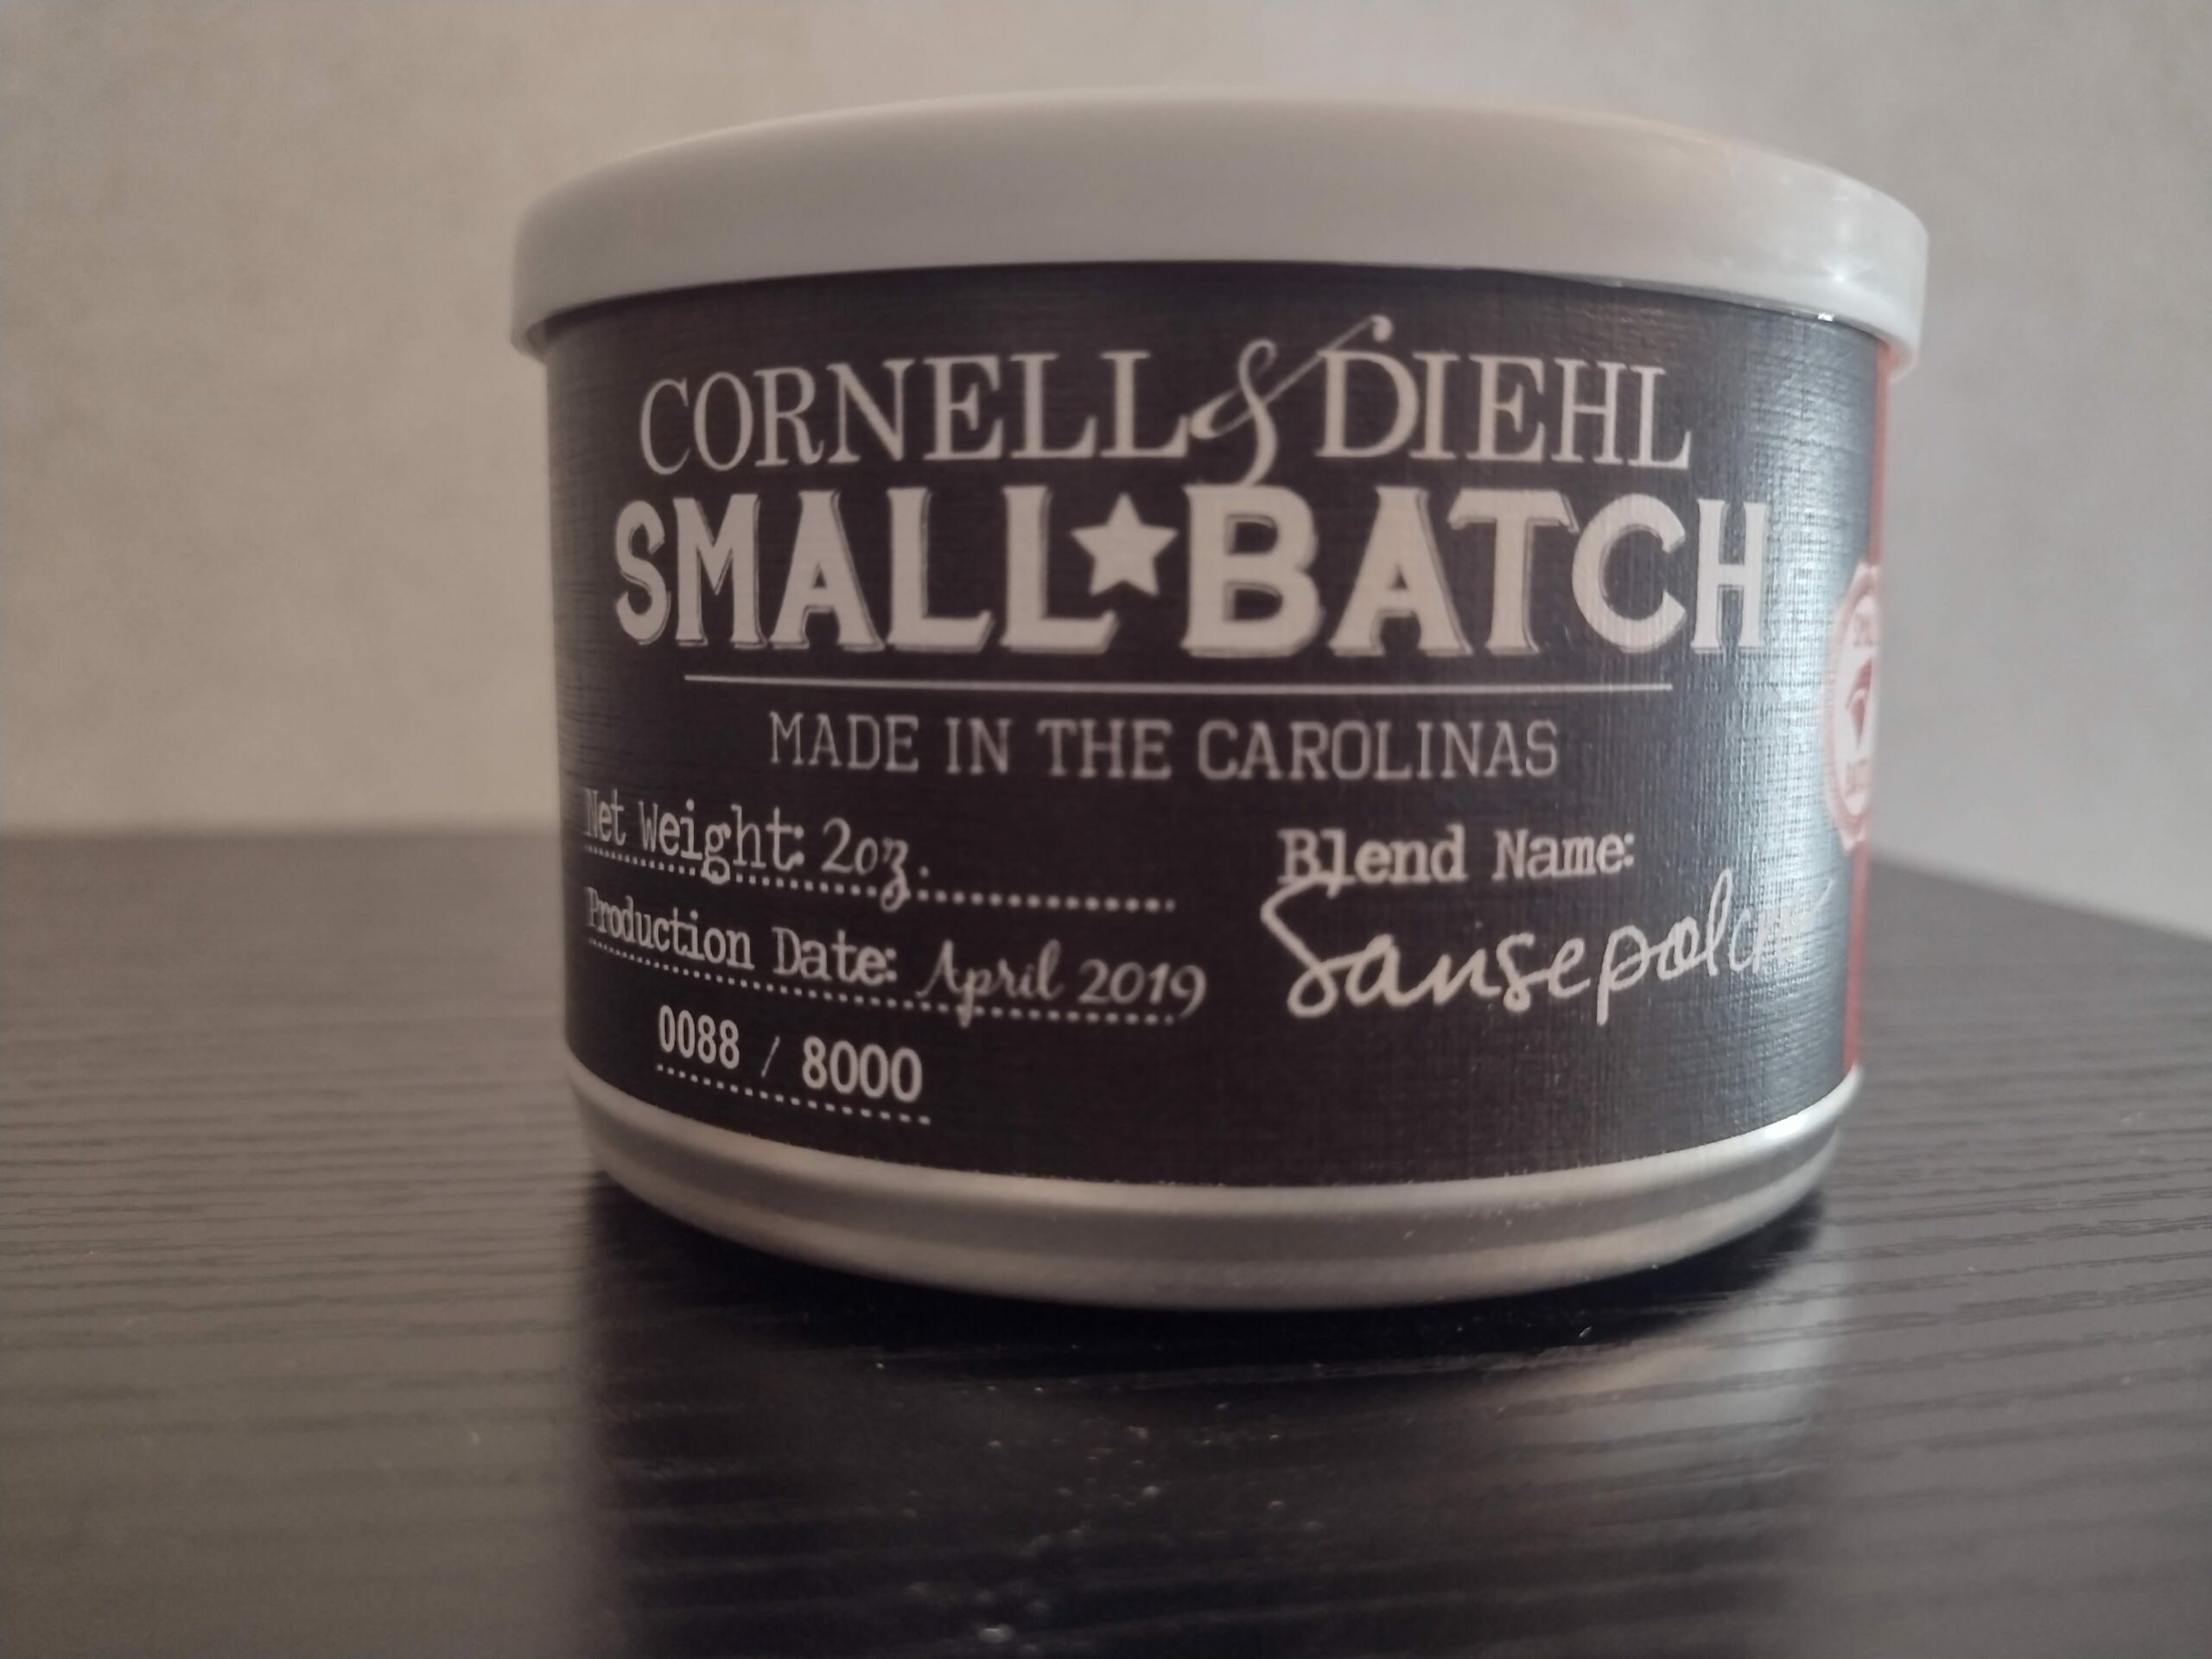 CORNELL & DIEHL
SMALL★BATCH
MADE IN THE CAROLINAS
Net Weight: 2oz.
Production Date: April 2019
0088 / 8000
Blend Name: